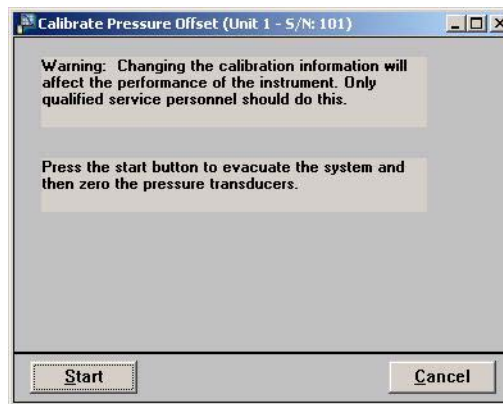 Calibrate Pressure Offset (Unit 1 - S/N: 101)
Warning: Changing the calibration information will
affect the performance of the instrument. Only
qualified service personnel should do this.
Press the start button to evacuate the system and
then zero the pressure transducers.
Start
Cancel